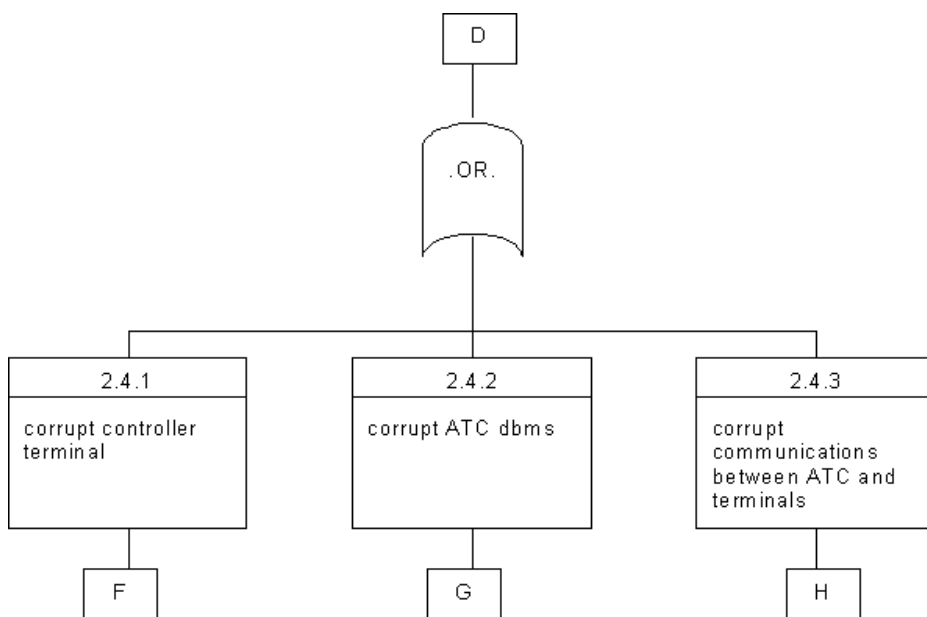 D
.OR.
2.4.1
2.4.2
2.4.3
corrupt controller
terminal
corrupt ATC dbms
corrupt
communications
between ATC and
terminals
F
G
H